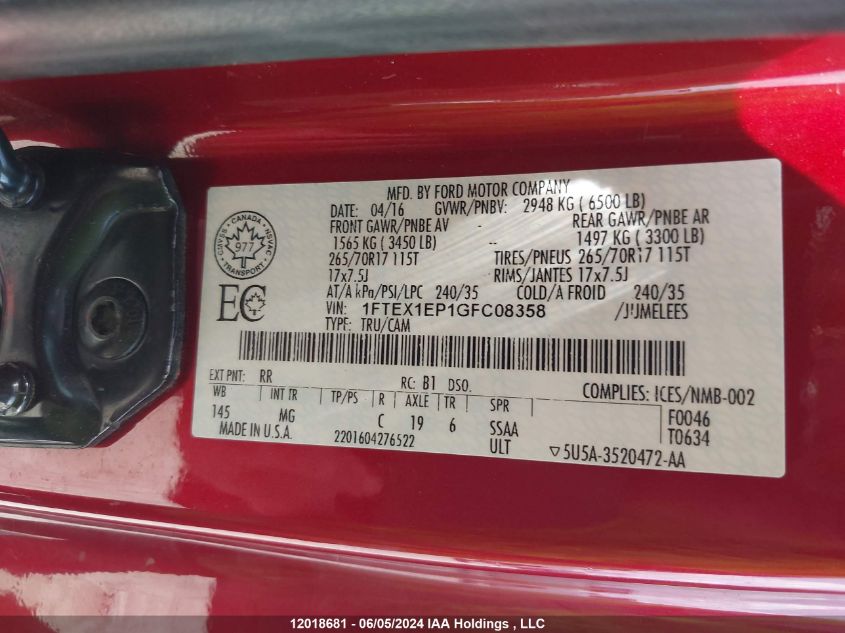 MFD. BY FORD MOTOR COMPANY
DATE: 04/16 GVWR/PNBV: 2948 KG ( 6500 LB)
FRONT GAWR/PNBE AV -- REAR GAWR/PNBE AR
1565 KG ( 3450 LB) 1497 KG ( 3300 LB)
265/70R17 115T TIRES/PNEUS 265/70R17 115T
17x7.5J RIMS/JANTES 17x7.5J
AT/A kPa/PSI/LPC 240/35 COLD/A FROID 240/35
VIN: 1FTEX1EP1GFC08358 /JUMELEES
TYPE: TRU/CAM
CANADA
CMVSS NSVAC
977
TRANSPORT
EC
EXT PNT: RR RC: B1 DSO: COMPLIES: ICES/NMB-002
WB INT TR TP/PS R AXLE TR SPR F0046
145 MG C 19 6 SSAA T0634
MADE IN U.S.A. 2201604276522 ULT ▽5U5A-3520472-AA
12018681 - 06/05/2024 IAA Holdings , LLC